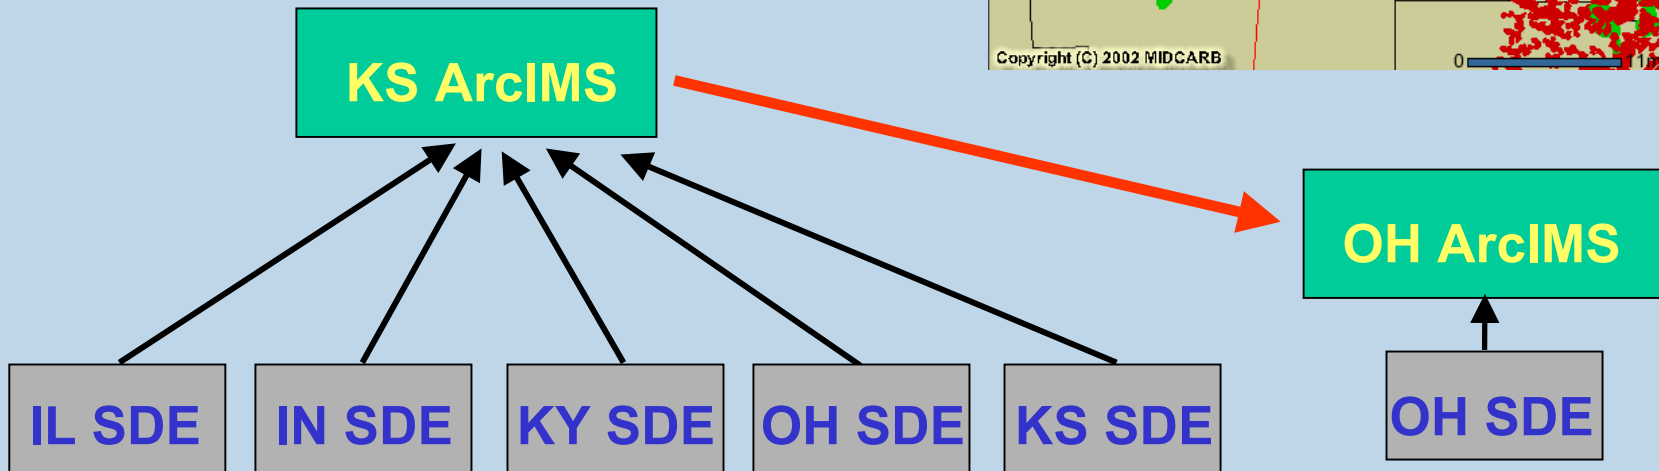 Copyright (C) 2002 MIDCARB
0
KS ArcIMS
OH ArcIMS
IL SDE
IN SDE
KY SDE
OH SDE
KS SDE
OH SDE